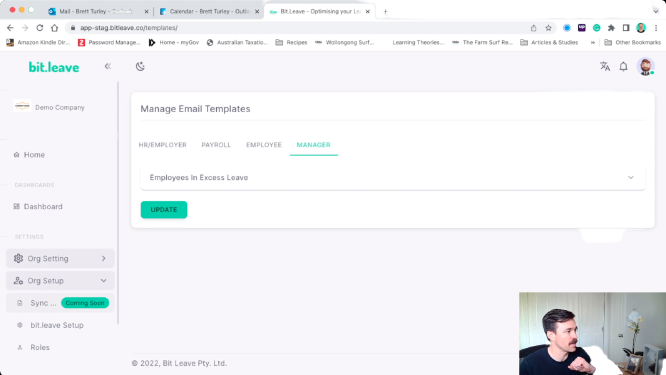 Mail - Brett Turley - Outlook
Calendar - Brett Turley - Outl
Bit.Leave - Optimising your Le
app-stag.bitleave.co/templates/
Amazon Kindle Dir...
Password Manage...
Home - myGov
Australian Taxatio...
Recipes
Wollongong Surf...
Learning Theories...
The Farm Surf Re...
Articles & Studies
Other Bookmarks
bit.leave
Demo Company
Home
DASHBOARDS
Dashboard
SETTINGS
Org Setting
Org Setup
Sync ... Coming Soon
bit.leave Setup
Roles
Manage Email Templates
HR/EMPLOYER PAYROLL EMPLOYEE MANAGER
Employees In Excess Leave
UPDATE
© 2022, Bit Leave Pty. Ltd.